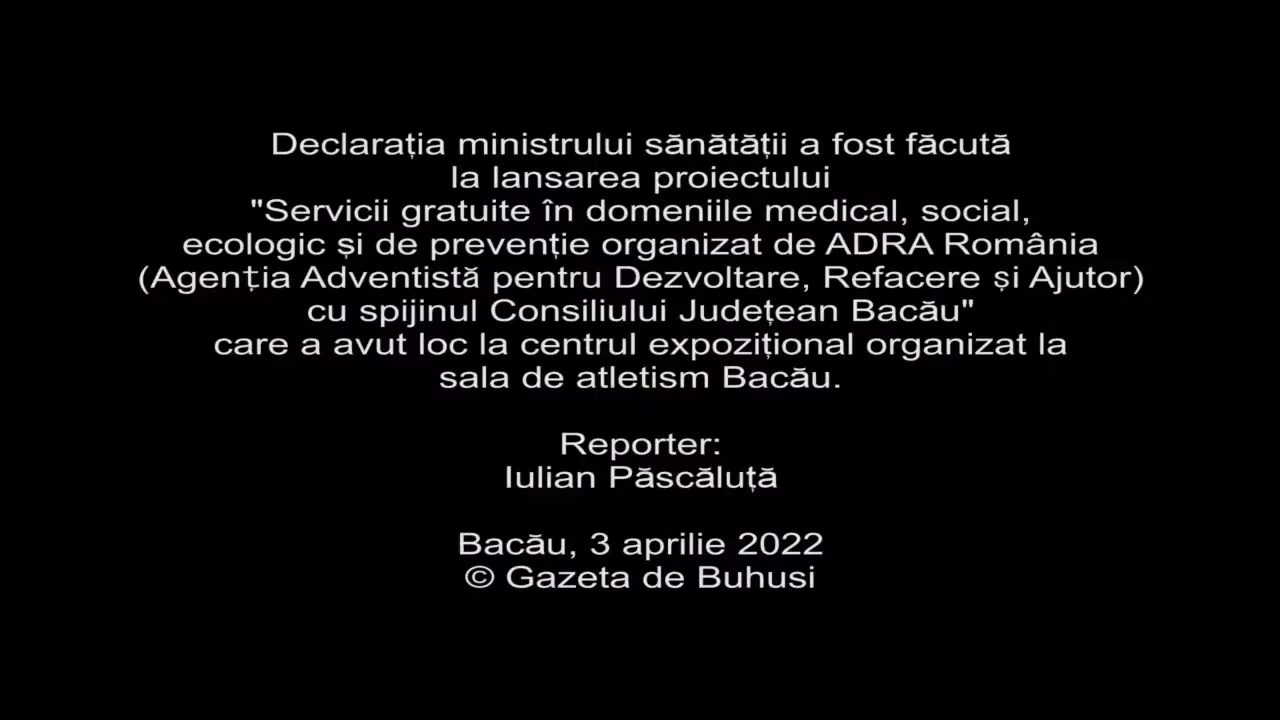 Declarația ministrului sănătății a fost făcută
la lansarea proiectului
"Servicii gratuite în domeniile medical, social,
ecologic și de prevenție organizat de ADRA România
(Agenția Adventistă pentru Dezvoltare, Refacere și Ajutor)
cu spijinul Consiliului Județean Bacău"
care a avut loc la centrul expozițional organizat la
sala de atletism Bacău.
Reporter:
Iulian Păscăluță
Bacău, 3 aprilie 2022
© Gazeta de Buhusi